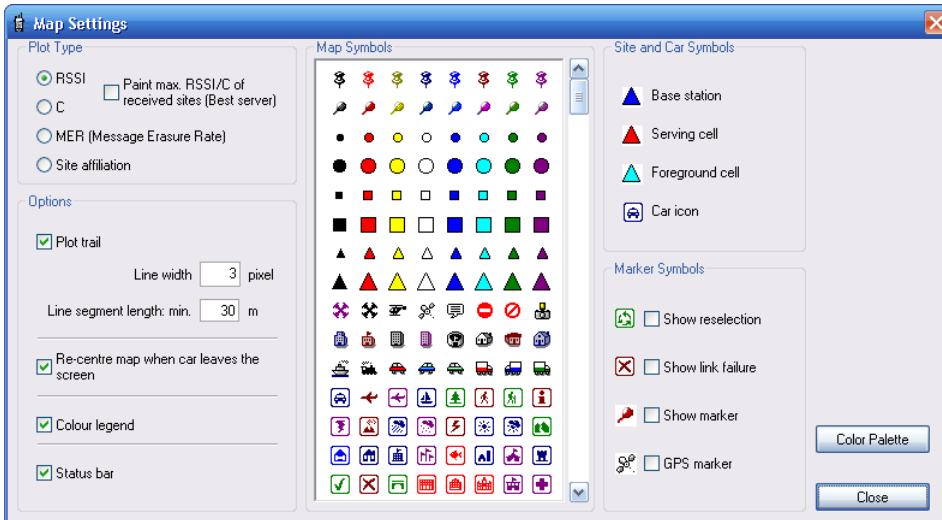 Map Settings
Plot Type
RSSI
Paint max. RSSI/C of
received sites (Best server)
C
MER (Message Erasure Rate)
Site affiliation
Options
Plot trail
Line width 3 pixel
Line segment length: min. 30 m
Re-centre map when car leaves the
screen
Colour legend
Status bar
Map Symbols
Site and Car Symbols
Base station
Serving cell
Foreground cell
Car icon
Marker Symbols
Show reselection
Show link failure
Show marker
GPS marker
Color Palette
Close